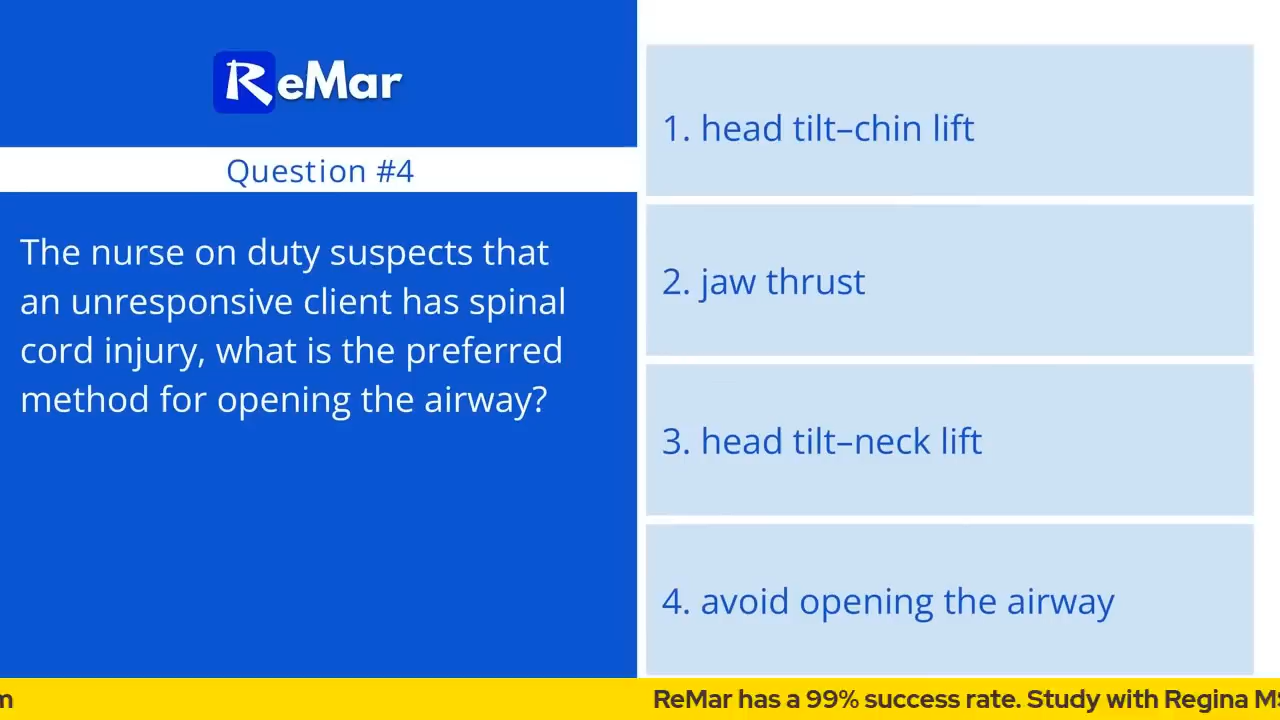 ReMar
Question #4
The nurse on duty suspects that
an unresponsive client has spinal
cord injury, what is the preferred
method for opening the airway?
1. head tilt–chin lift
2. jaw thrust
3. head tilt–neck lift
4. avoid opening the airway
m
ReMar has a 99% success rate. Study with Regina MS